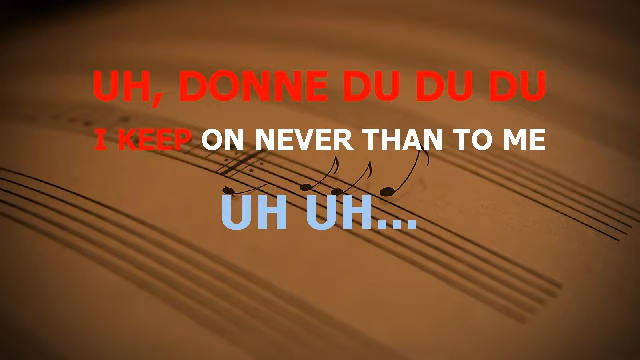 UH, DONNE DU DU DU
I KEEP ON NEVER THAN TO ME
UH UH...